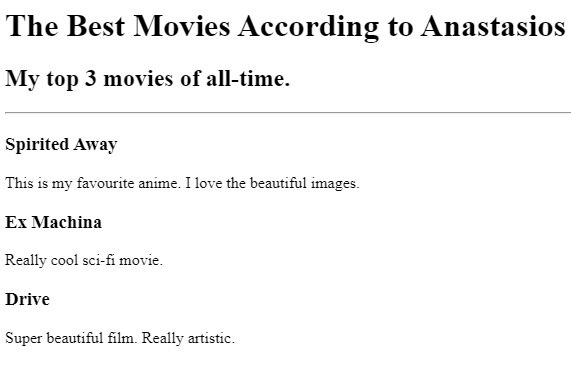 The Best Movies According to Anastasios
My top 3 movies of all-time.
Spirited Away
This is my favourite anime. I love the beautiful images.
Ex Machina
Really cool sci-fi movie.
Drive
Super beautiful film. Really artistic.